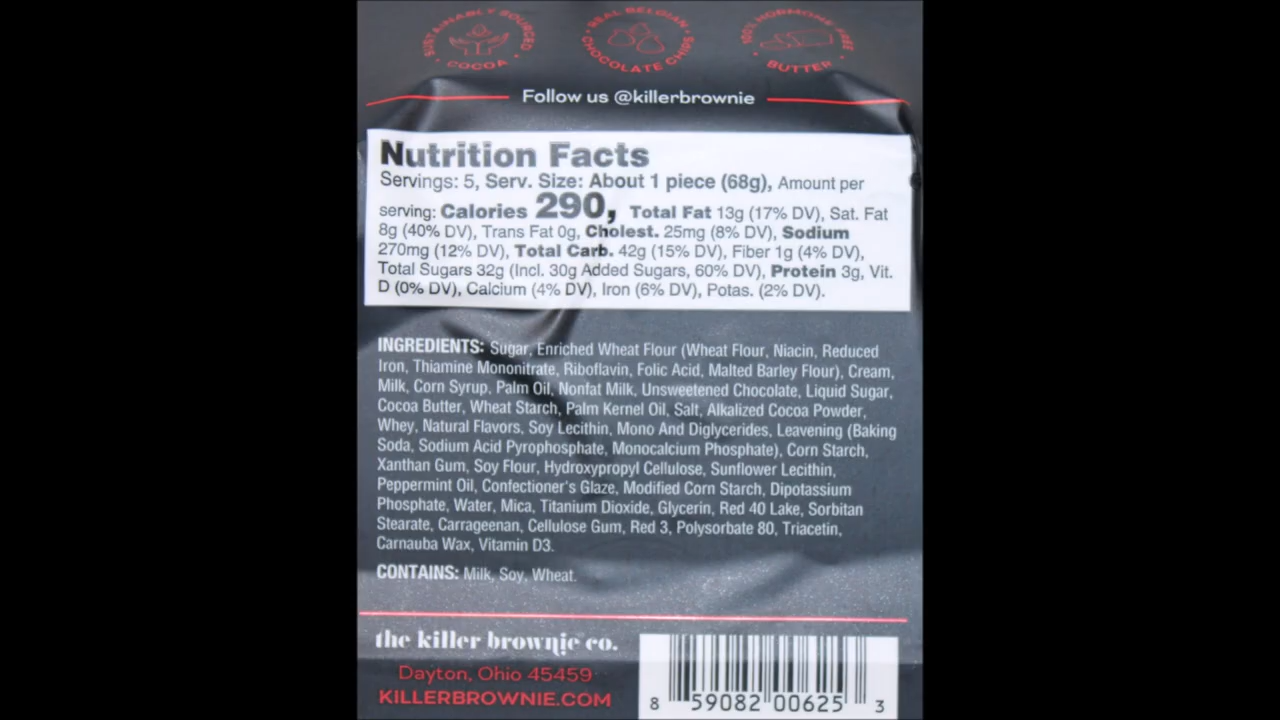 SUSTAINABLY SOURCED COCOA
REAL BELGIAN CHOCOLATE CHIPS
100% HORMONE FREE BUTTER
Follow us @killerbrownie
Nutrition Facts
Servings: 5, Serv. Size: About 1 piece (68g), Amount per
serving: Calories 290, Total Fat 13g (17% DV), Sat. Fat
8g (40% DV), Trans Fat 0g, Cholest. 25mg (8% DV), Sodium
270mg (12% DV), Total Carb. 42g (15% DV), Fiber 1g (4% DV),
Total Sugars 32g (Incl. 30g Added Sugars, 60% DV), Protein 3g, Vit.
D (0% DV), Calcium (4% DV), Iron (6% DV), Potas. (2% DV).
INGREDIENTS: Sugar, Enriched Wheat Flour (Wheat Flour, Niacin, Reduced
Iron, Thiamine Mononitrate, Riboflavin, Folic Acid, Malted Barley Flour), Cream,
Milk, Corn Syrup, Palm Oil, Nonfat Milk, Unsweetened Chocolate, Liquid Sugar,
Cocoa Butter, Wheat Starch, Palm Kernel Oil, Salt, Alkalized Cocoa Powder,
Whey, Natural Flavors, Soy Lecithin, Mono And Diglycerides, Leavening (Baking
Soda, Sodium Acid Pyrophosphate, Monocalcium Phosphate), Corn Starch,
Xanthan Gum, Soy Flour, Hydroxypropyl Cellulose, Sunflower Lecithin,
Peppermint Oil, Confectioner's Glaze, Modified Corn Starch, Dipotassium
Phosphate, Water, Mica, Titanium Dioxide, Glycerin, Red 40 Lake, Sorbitan
Stearate, Carrageenan, Cellulose Gum, Red 3, Polysorbate 80, Triacetin,
Carnauba Wax, Vitamin D3.
CONTAINS: Milk, Soy, Wheat.
the killer brownie co.
Dayton, Ohio 45459
KILLERBROWNIE.COM
8 59082 00625 3